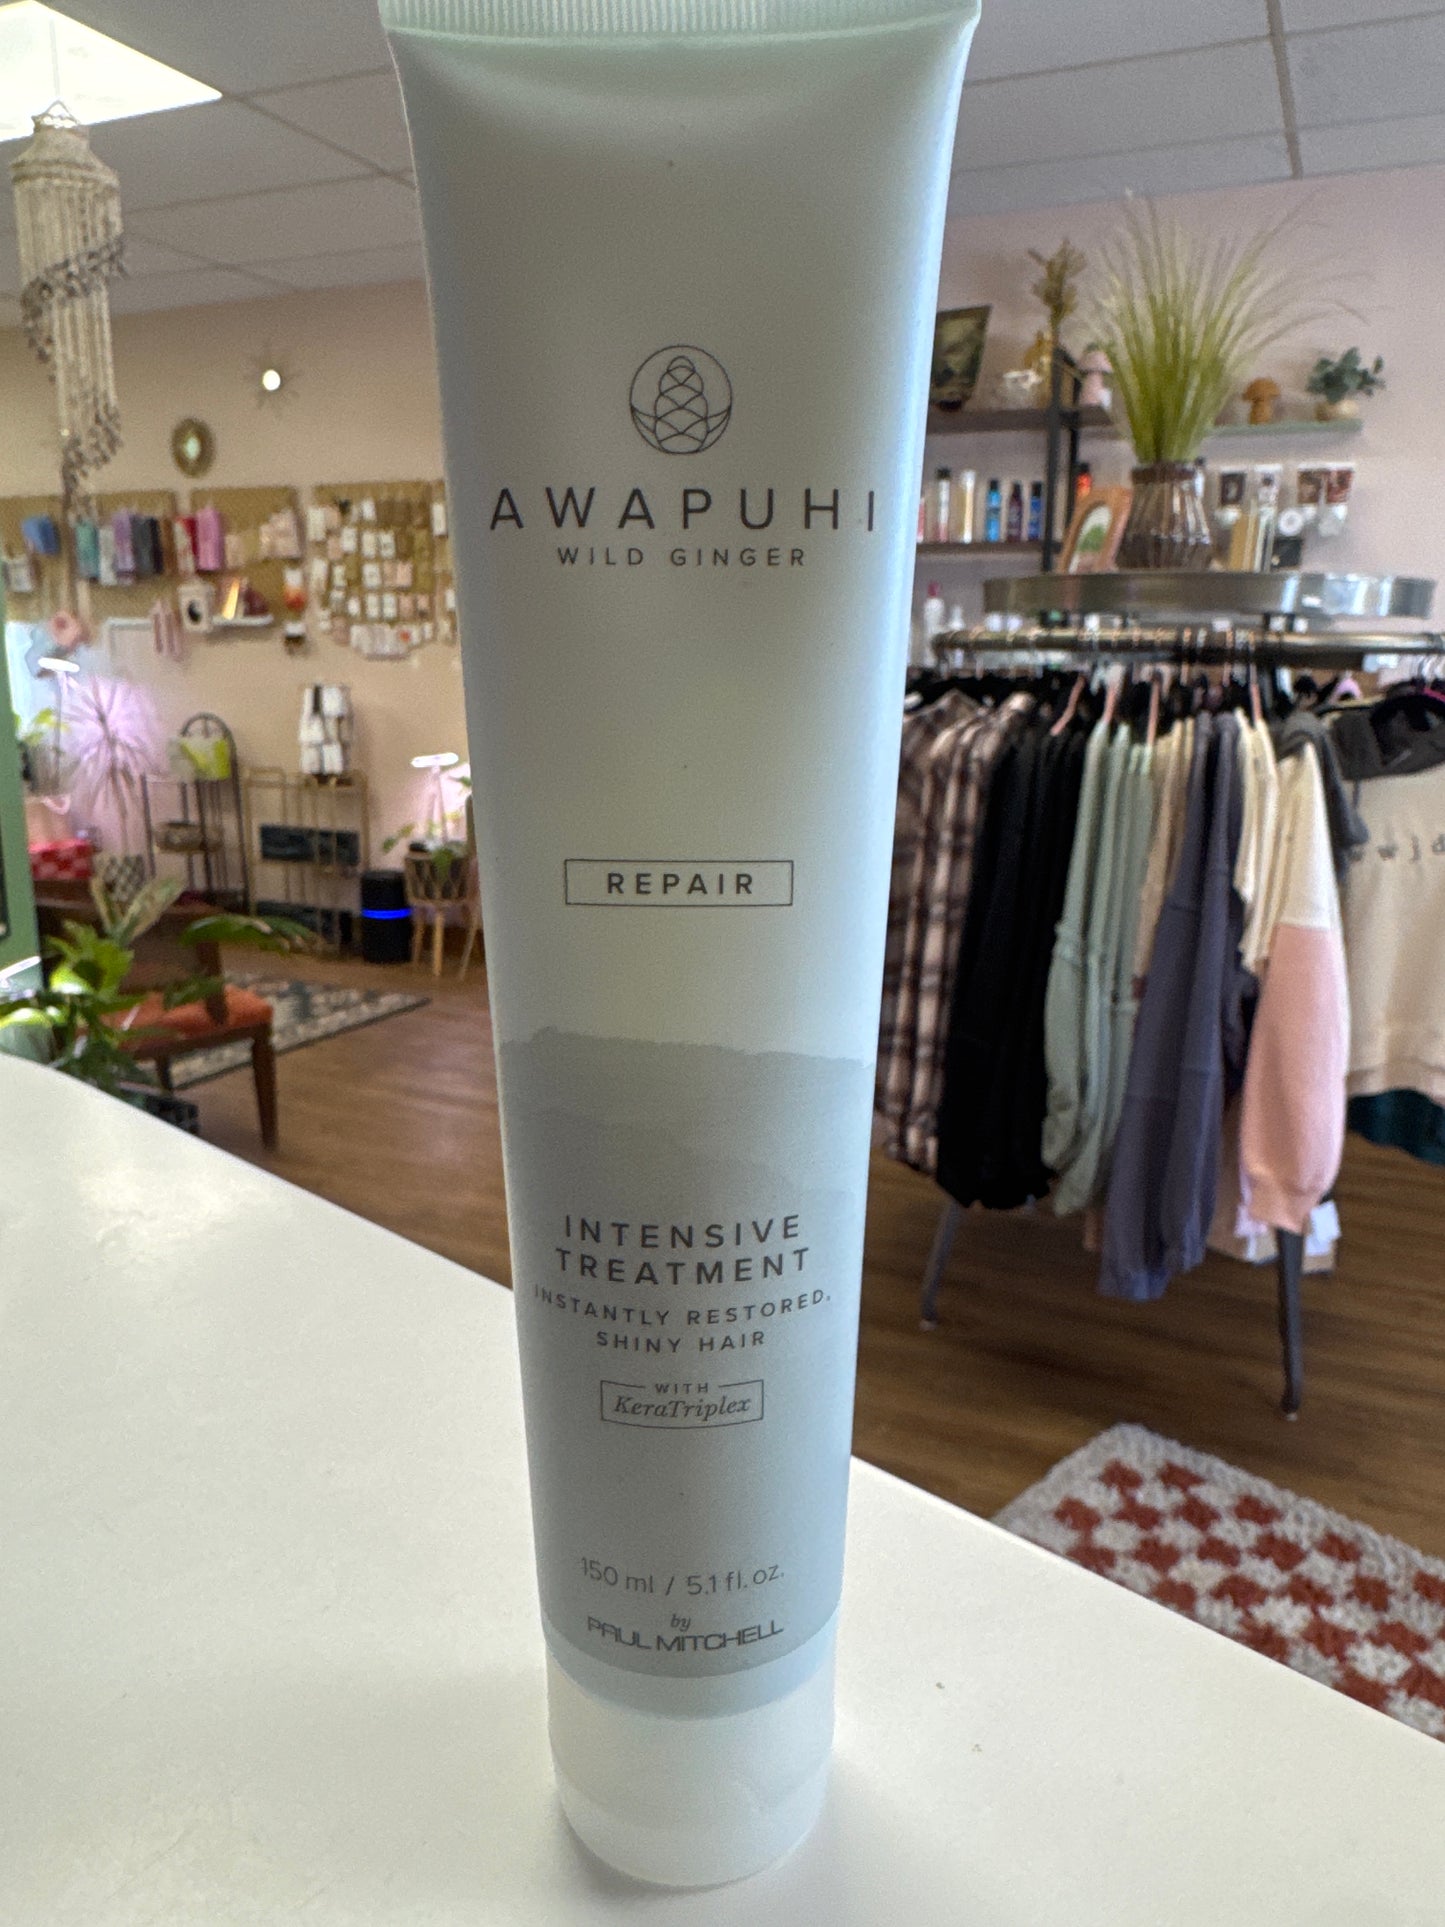 AWAPUHI
WILD GINGER
REPAIR
INTENSIVE
TREATMENT
INSTANTLY RESTORED,
SHINY HAIR
WITH
KeraTriplex
150 ml / 5.1 fl. oz.
by
PAUL MITCHELL